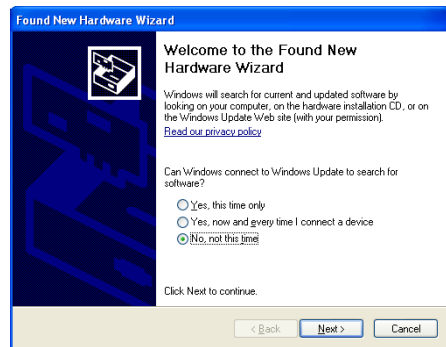 Found New Hardware Wizard
Welcome to the Found New
Hardware Wizard
Windows will search for current and updated software by
looking on your computer, on the hardware installation CD, or on
the Windows Update Web site (with your permission).
Read our privacy policy
Can Windows connect to Windows Update to search for
software?
Yes, this time only
Yes, now and every time I connect a device
No, not this time
Click Next to continue.
< Back
Next >
Cancel